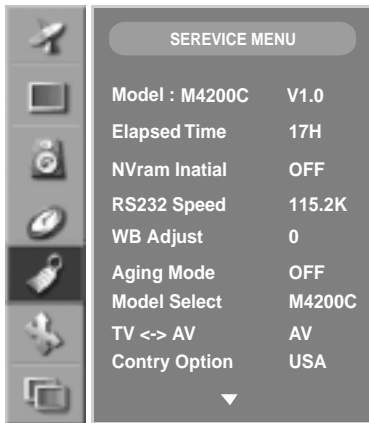 SEREVICE MENU
Model : M4200C V1.0
Elapsed Time 17H
NVram Inatial OFF
RS232 Speed 115.2K
WB Adjust 0
Aging Mode OFF
Model Select M4200C
TV <-> AV AV
Contry Option USA